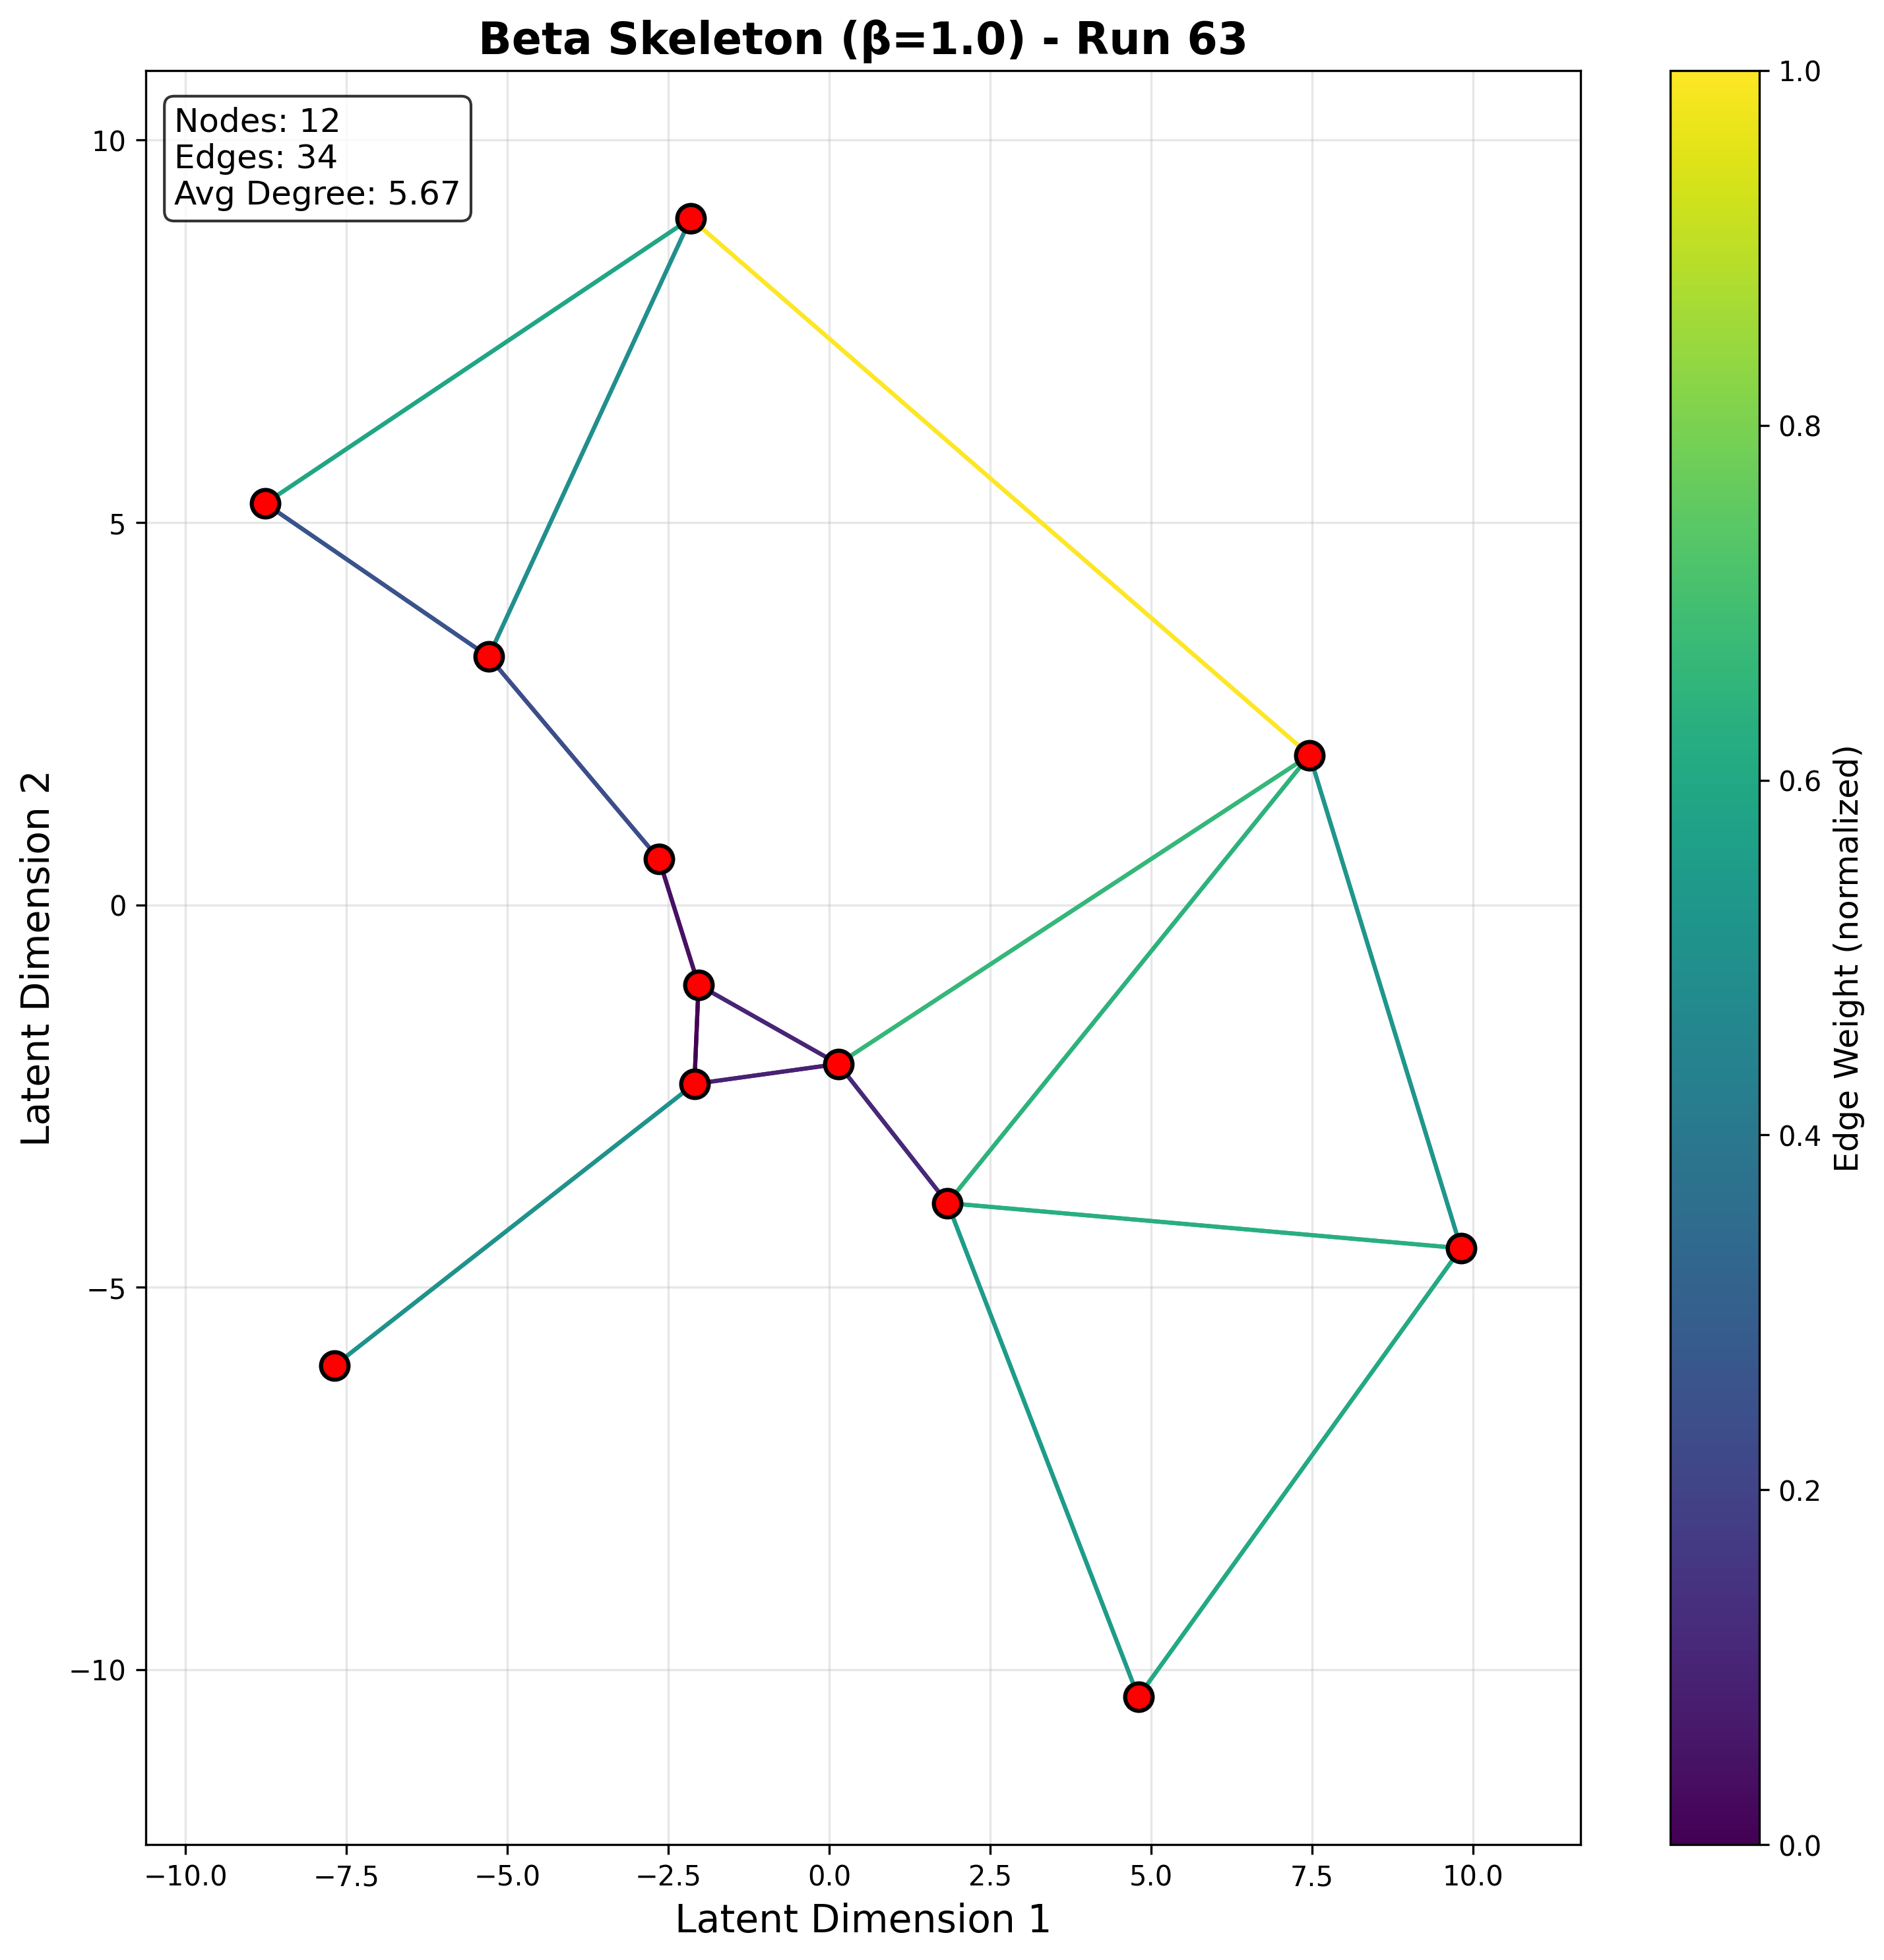 Beta Skeleton (β=1.0) - Run 63
Nodes: 12
Edges: 34
Avg Degree: 5.67
10
5
0
−5
−10
Latent Dimension 2
−10.0
−7.5
−5.0
−2.5
0.0
2.5
5.0
7.5
10.0
Latent Dimension 1
1.0
0.8
0.6
0.4
0.2
0.0
Edge Weight (normalized)